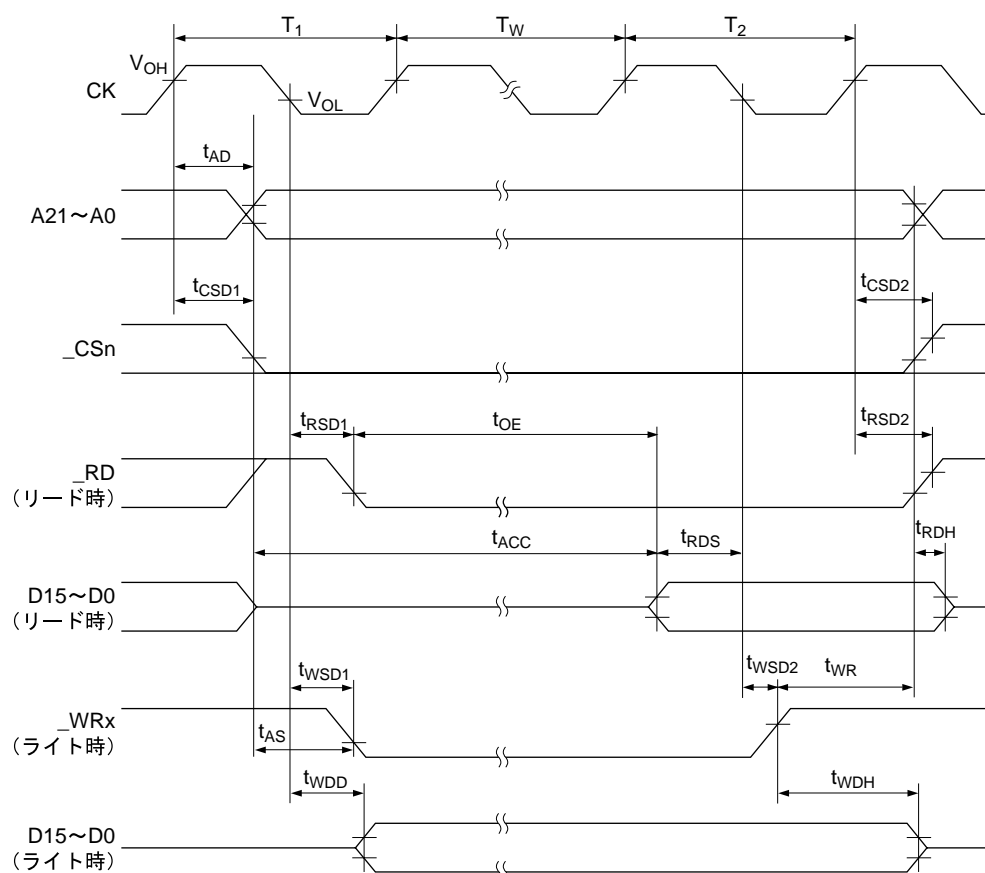 T1 TW T2
VOH
CK
VOL
tAD
A21～A0
tCSD1 tCSD2
_CSn
tRSD1 tOE tRSD2
_RD
（リード時）
tACC tRDS tRDH
D15～D0
（リード時）
tWSD1 tWSD2 tWR
_WRx
（ライト時）
tAS
tWDD tWDH
D15～D0
（ライト時）